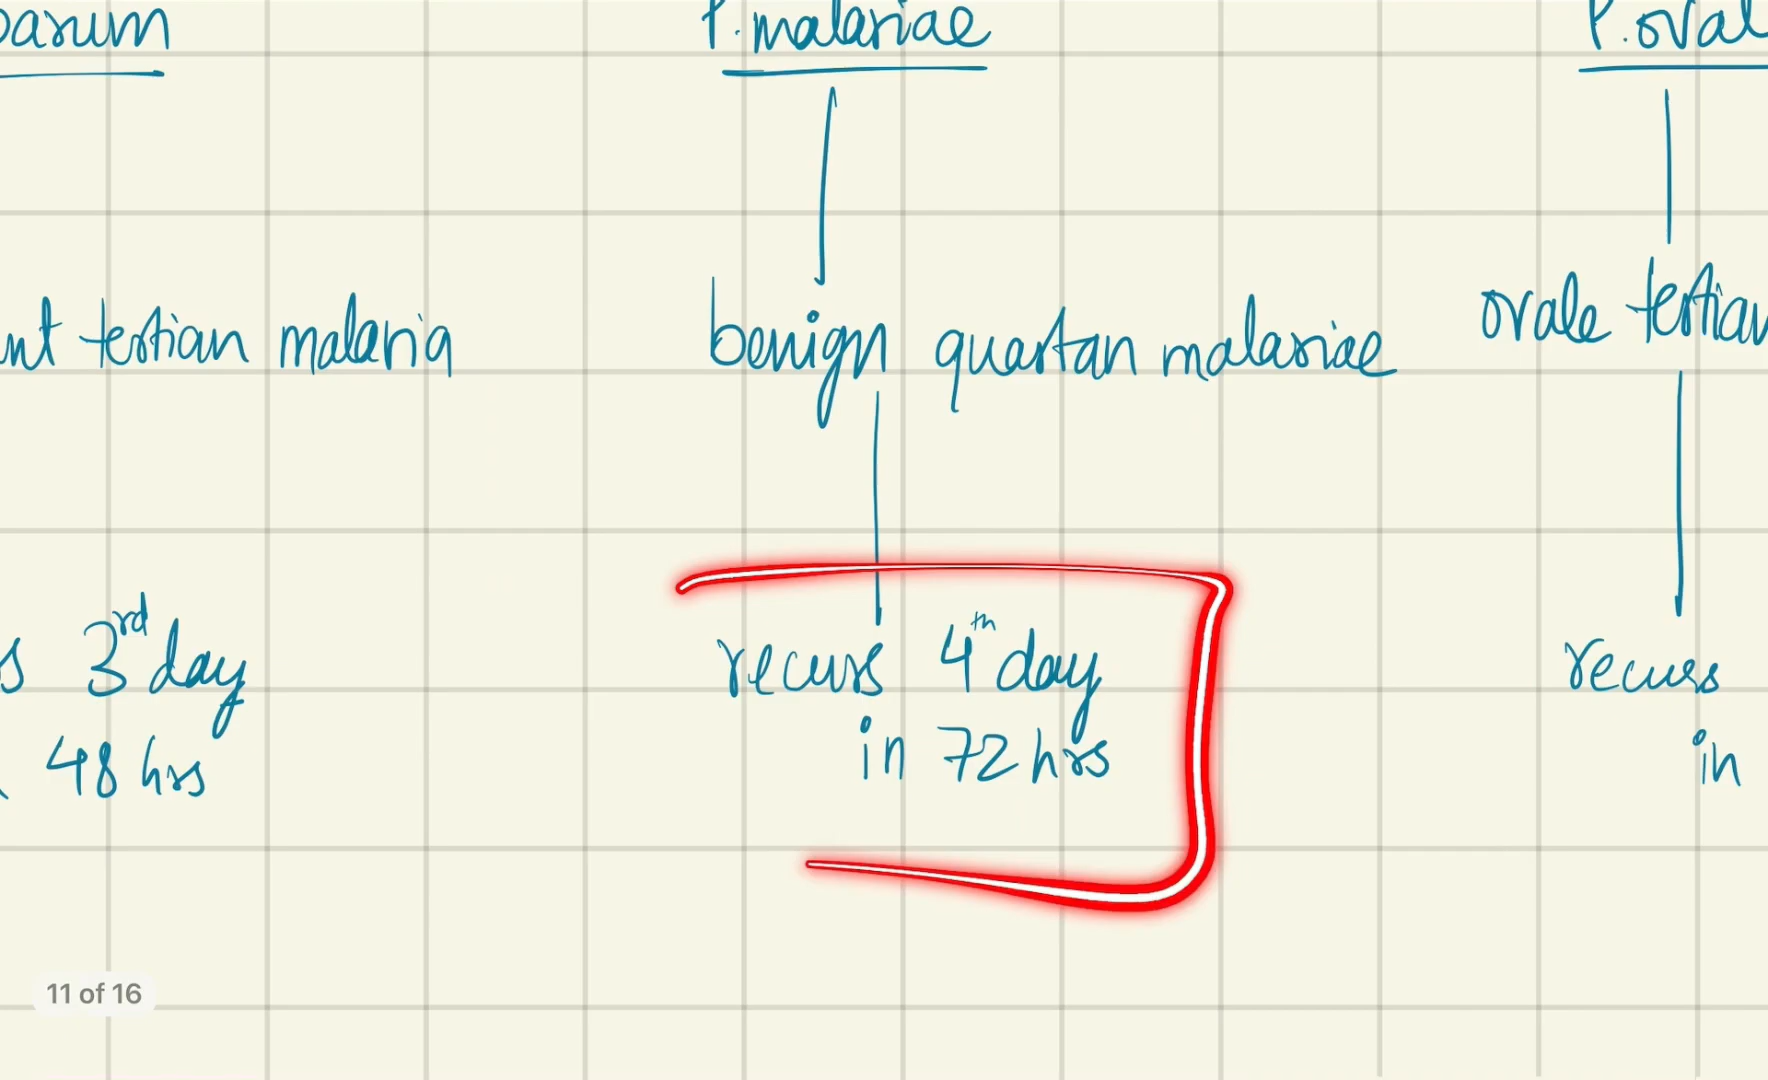 parum
P. malariae
P. oval
nt tertian malaria
benign quartan malariae
ovale tertian
s 3rd day
48 hrs
recurs 4th day
in 72 hrs
recurs
in
11 of 16